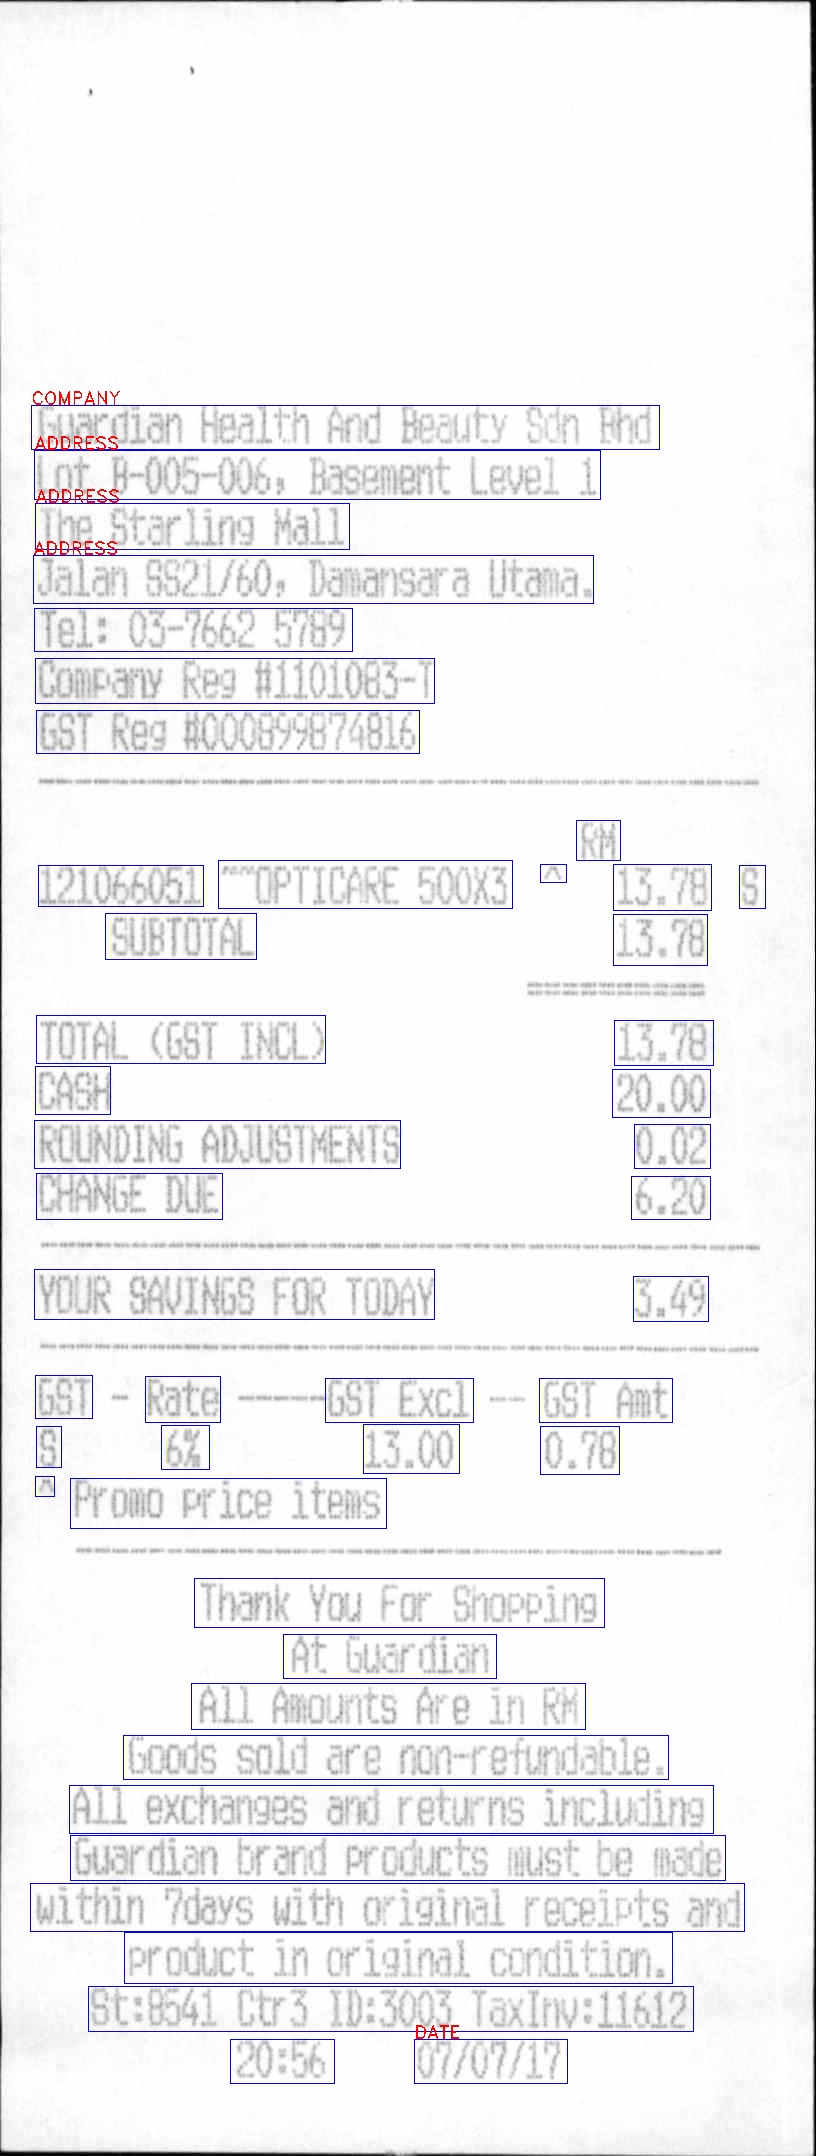 COMPANY
Guardian Health And Beauty Sdn Bhd
ADDRESS
Lot B-005-006, Basement Level 1
ADDRESS
The Starling Mall
ADDRESS
Jalan SS21/60, Damansara Utama.
Tel: 03-7662 5789
Company Reg #1101083-T
GST Reg #000899874816
RM
121066051 ~~OPTICARE 500X3 ^ 13.78 S
SUBTOTAL 13.78
TOTAL (GST INCL) 13.78
CASH 20.00
ROUNDING ADJUSTMENTS 0.02
CHANGE DUE 6.20
YOUR SAVINGS FOR TODAY 3.49
GST - Rate ------GST Excl -- GST Amt
S 6% 13.00 0.78
^ Promo price items
Thank You For Shopping
At Guardian
All Amounts Are in RM
Goods sold are non-refundable.
All exchanges and returns including
Guardian brand products must be made
within 7days with original receipts and
product in original condition.
St:8541 Ctr3 ID:3003 TaxInv:11612
DATE
20:56 07/07/17